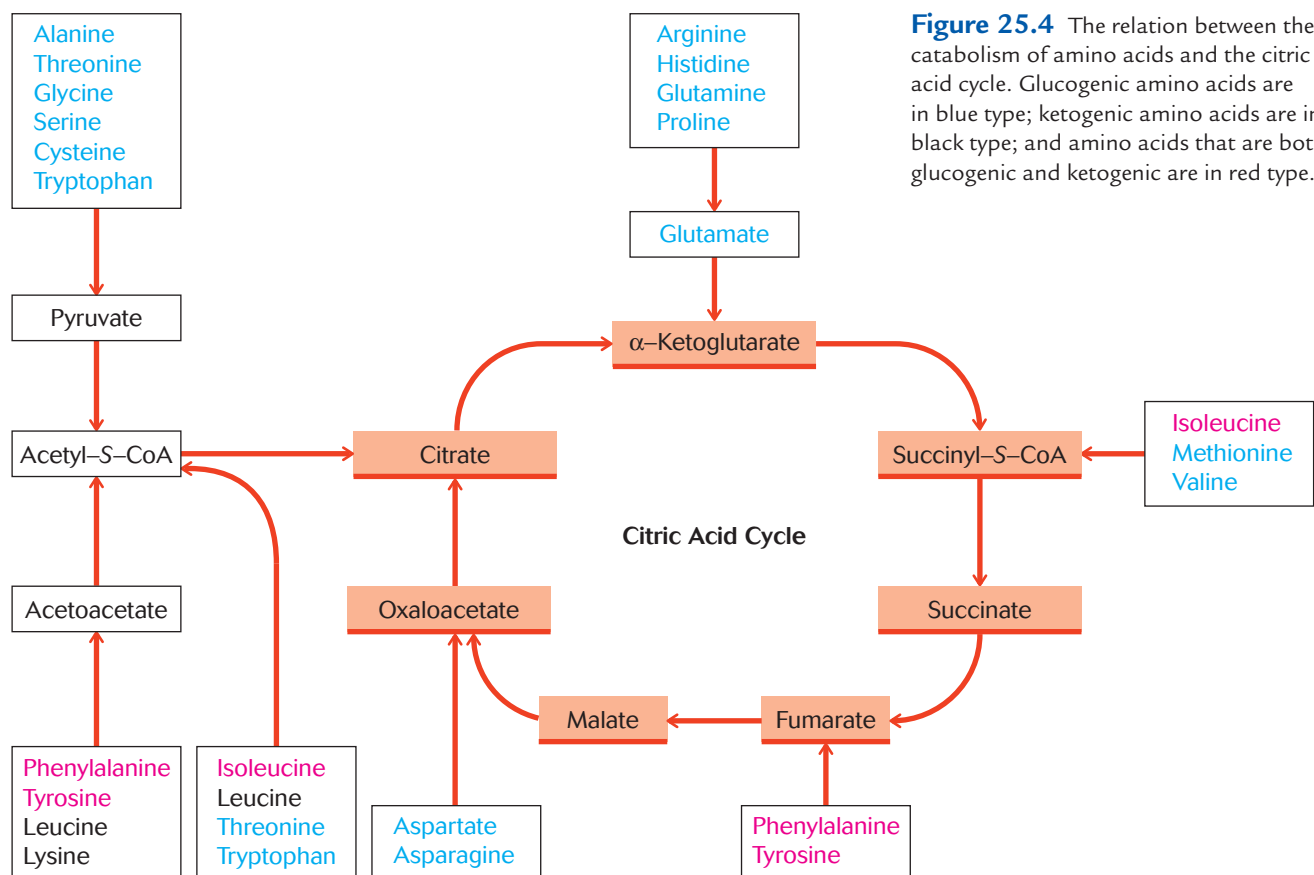 Figure 25.4 The relation between the
catabolism of amino acids and the citric
acid cycle. Glucogenic amino acids are
in blue type; ketogenic amino acids are in
black type; and amino acids that are bot
glucogenic and ketogenic are in red type.
Alanine
Threonine
Glycine
Serine
Cysteine
Tryptophan
Arginine
Histidine
Glutamine
Proline
Glutamate
Pyruvate
α–Ketoglutarate
Acetyl–S–CoA
Citrate
Succinyl–S–CoA
Isoleucine
Methionine
Valine
Citric Acid Cycle
Acetoacetate
Oxaloacetate
Succinate
Malate
Fumarate
Phenylalanine
Tyrosine
Leucine
Lysine
Isoleucine
Leucine
Threonine
Tryptophan
Aspartate
Asparagine
Phenylalanine
Tyrosine